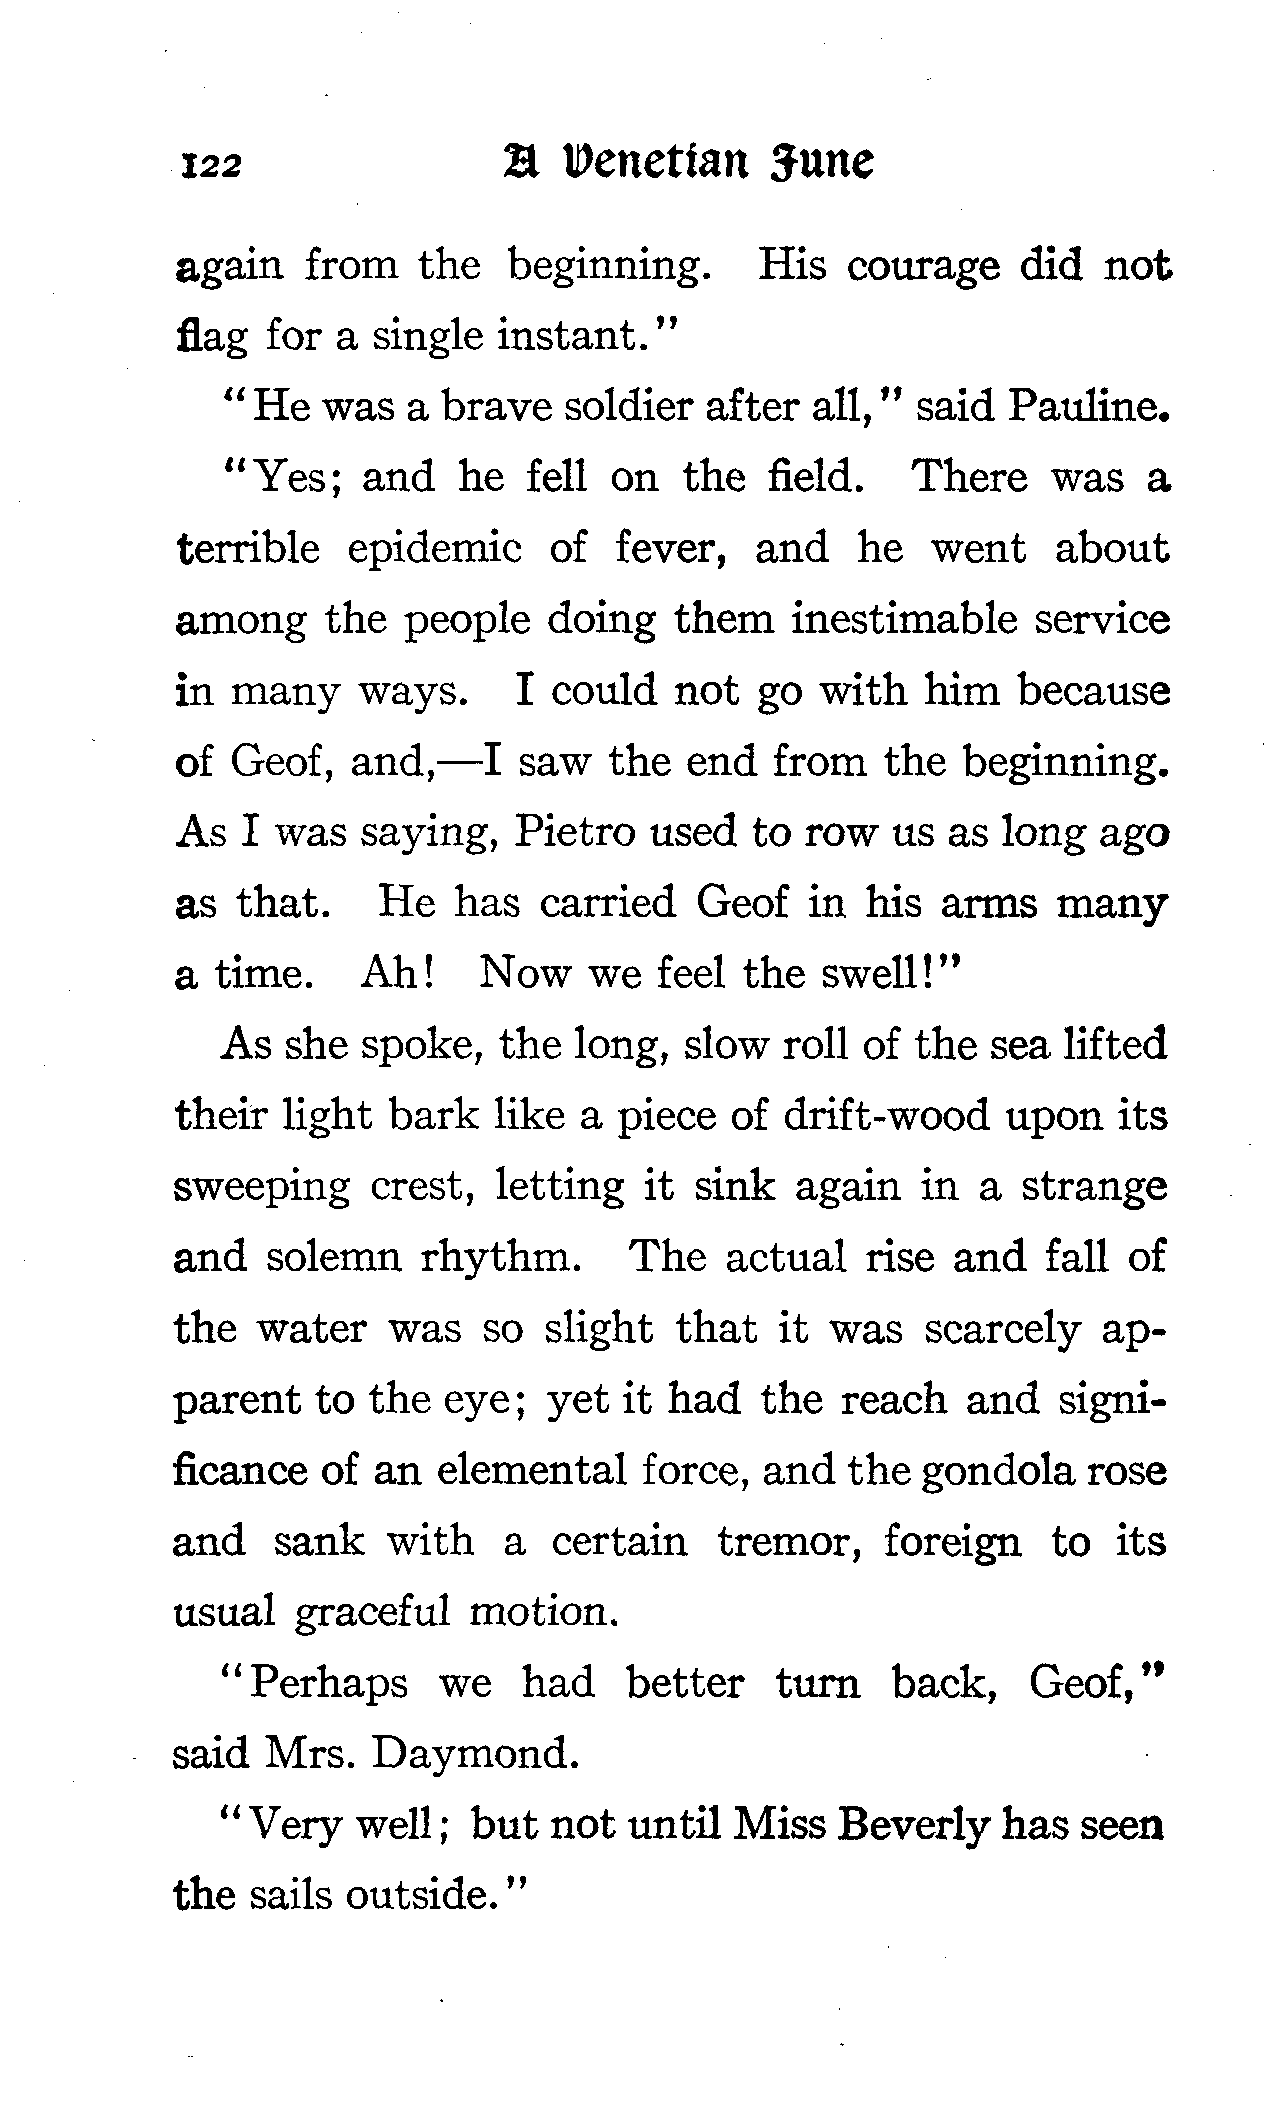 122 A Venetian June
again from the beginning. His courage did not
flag for a single instant."
"He was a brave soldier after all," said Pauline.
"Yes; and he fell on the field. There was a
terrible epidemic of fever, and he went about
among the people doing them inestimable service
in many ways. I could not go with him because
of Geof, and,—I saw the end from the beginning.
As I was saying, Pietro used to row us as long ago
as that. He has carried Geof in his arms many
a time. Ah! Now we feel the swell!"
As she spoke, the long, slow roll of the sea lifted
their light bark like a piece of drift-wood upon its
sweeping crest, letting it sink again in a strange
and solemn rhythm. The actual rise and fall of
the water was so slight that it was scarcely ap-
parent to the eye; yet it had the reach and signi-
ficance of an elemental force, and the gondola rose
and sank with a certain tremor, foreign to its
usual graceful motion.
"Perhaps we had better turn back, Geof,"
said Mrs. Daymond.
"Very well; but not until Miss Beverly has seen
the sails outside."